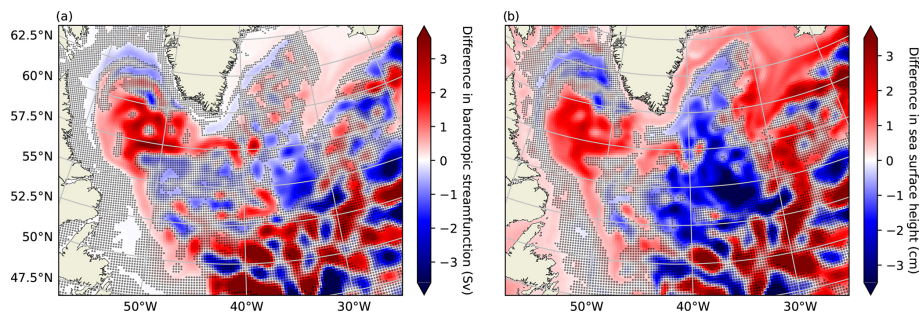 (a)
62.5°N
60°N
57.5°N
55°N
52.5°N
50°N
47.5°N
50°W
40°W
30°W
3
2
1
0
−1
−2
−3
Difference in barotropic streamfunction (Sv)
(b)
50°W
40°W
30°W
3
2
1
0
−1
−2
−3
Difference in sea surface height (cm)